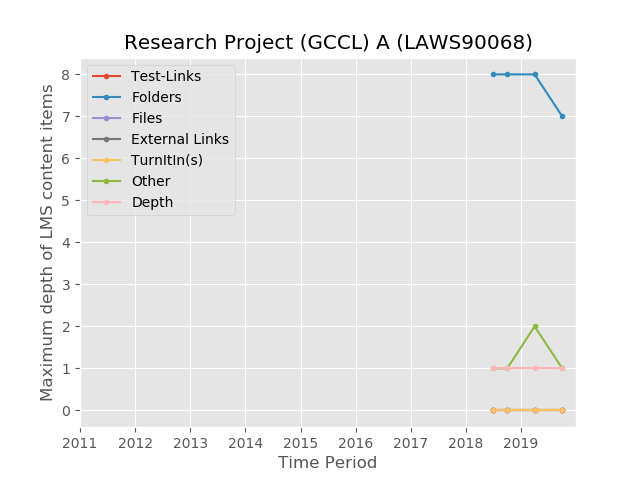 Research Project (GCCL) A (LAWS90068)
Test-Links
Folders
Files
External Links
TurnItIn(s)
Other
Depth
8
7
6
5
4
3
2
1
0
Maximum depth of LMS content items
2011 2012 2013 2014 2015 2016 2017 2018 2019
Time Period